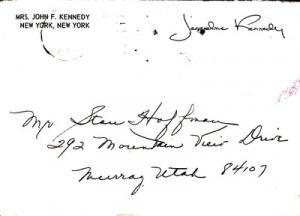 MRS. JOHN F. KENNEDY
NEW YORK, NEW YORK
Jacqueline Kennedy
Mr Stan Hoffman
292 Mountain View Drive
Murray, Utah 84107